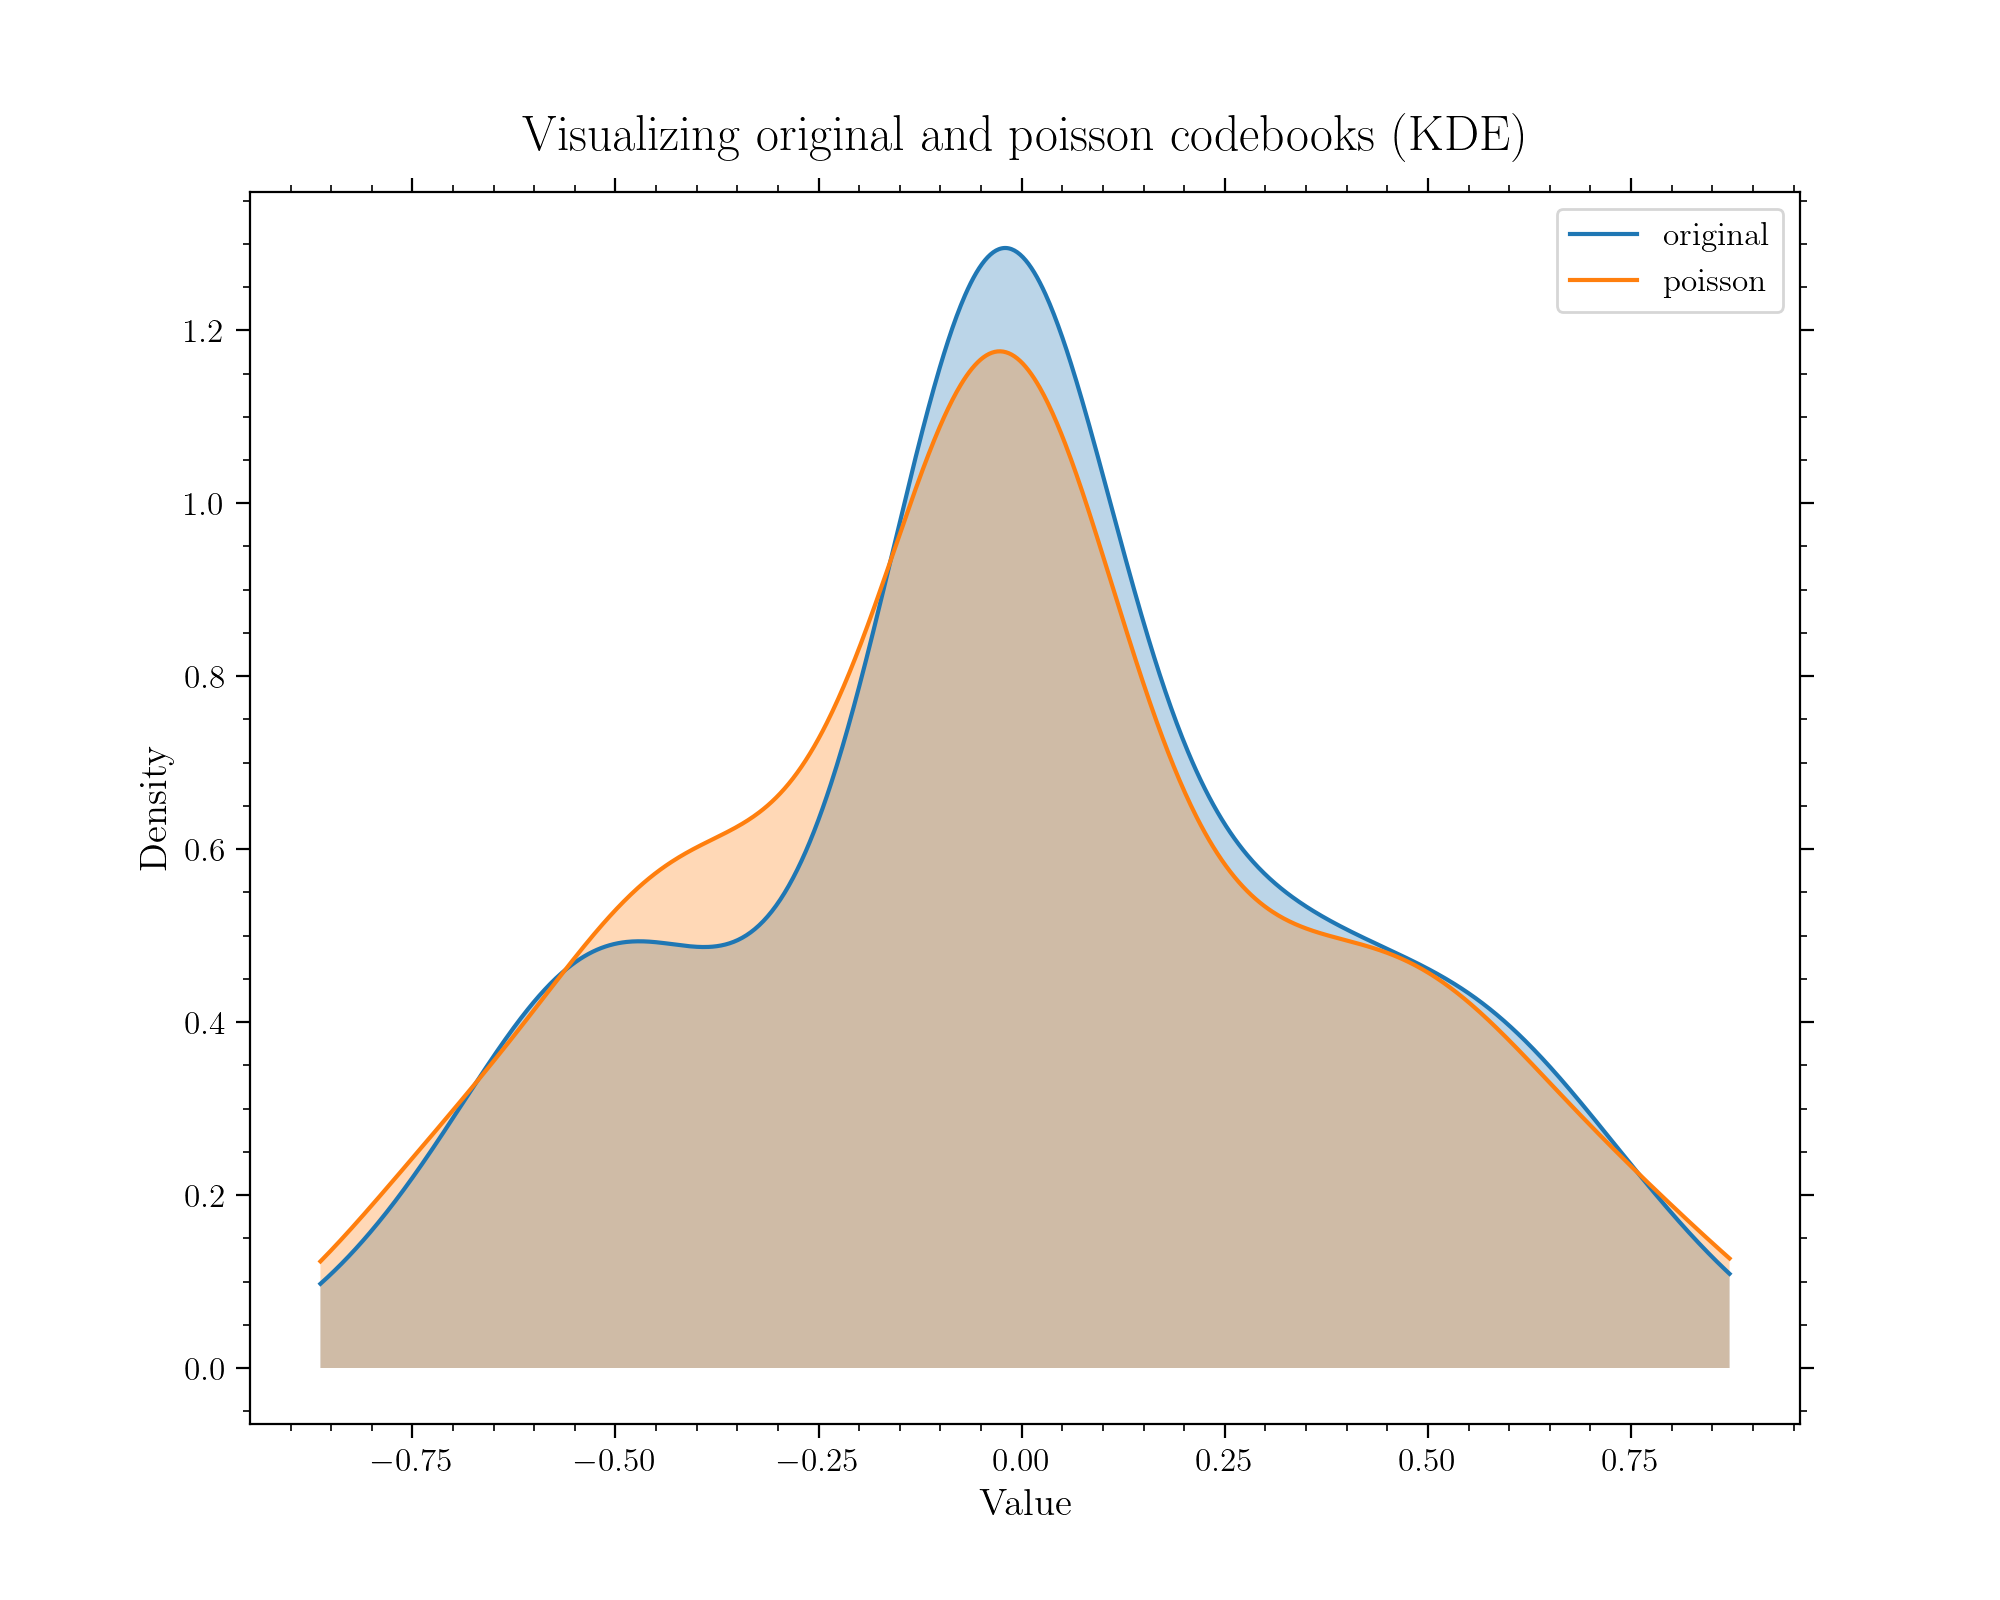 Visualizing original and poisson codebooks (KDE)
original
poisson
1.2
1.0
0.8
0.6
0.4
0.2
0.0
Density
−0.75 −0.50 −0.25 0.00 0.25 0.50 0.75
Value